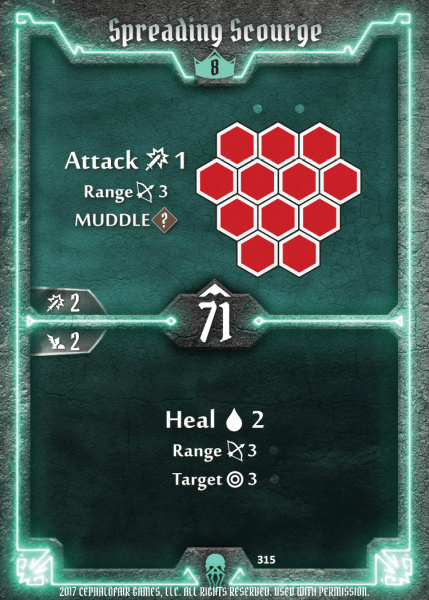 Spreading Scourge
8
Attack 1
Range 3
MUDDLE ?
2
71
2
Heal 2
Range 3
Target 3
315
2017 CEPHALOFAIR GAMES, LLC. ALL RIGHTS RESERVED. USED WITH PERMISSION.